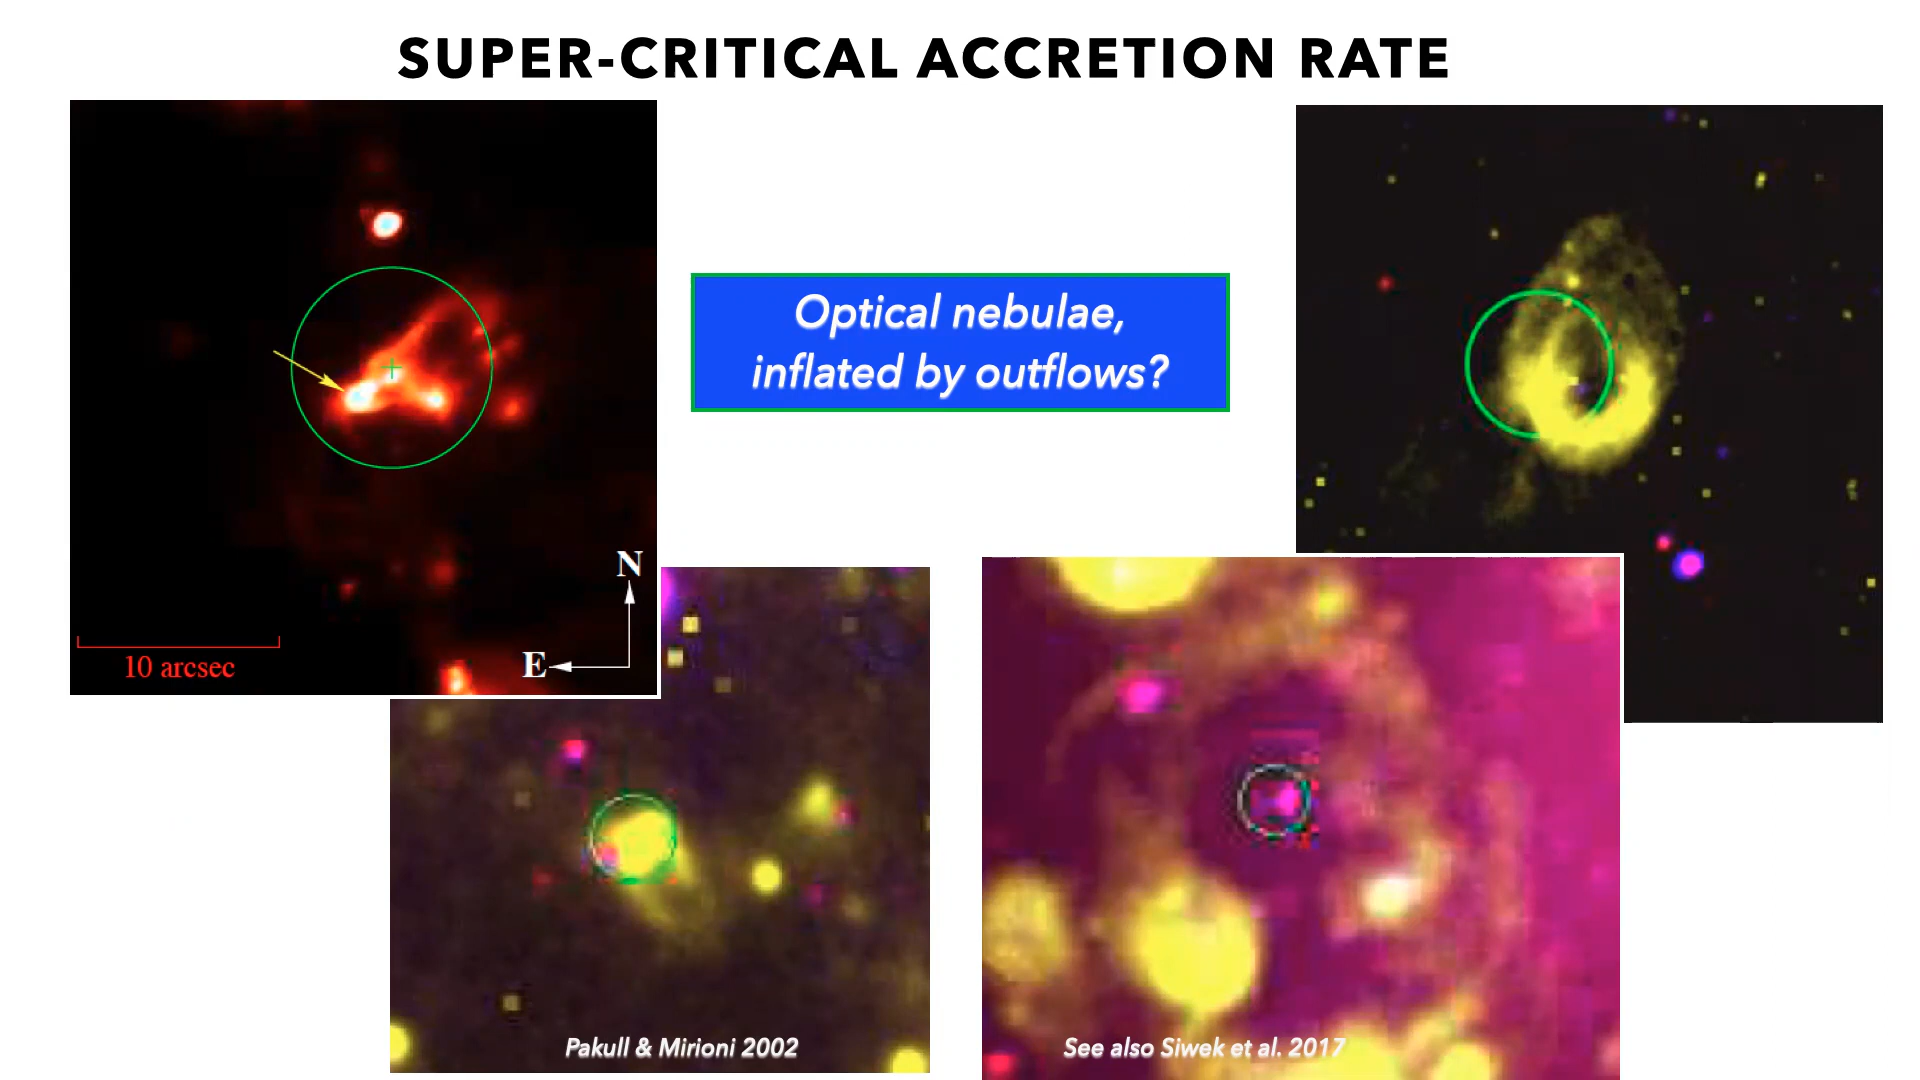 SUPER-CRITICAL ACCRETION RATE
Optical nebulae,
inflated by outflows?
N
E
10 arcsec
Pakull & Mirioni 2002
See also Siwek et al. 2017